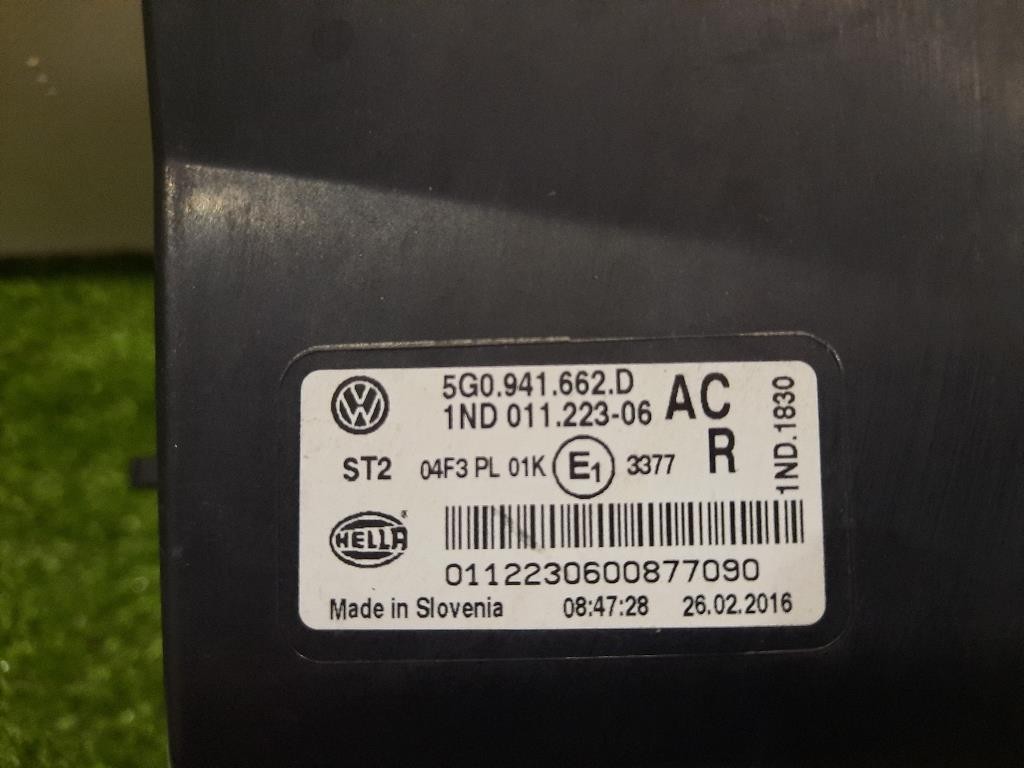 VW
5G0.941.662.D
1ND 011.223-06
AC
R
1ND.1830
ST2
04F3 PL 01K
E1
3377
HELLA
0112230600877090
Made in Slovenia 08:47:28 26.02.2016